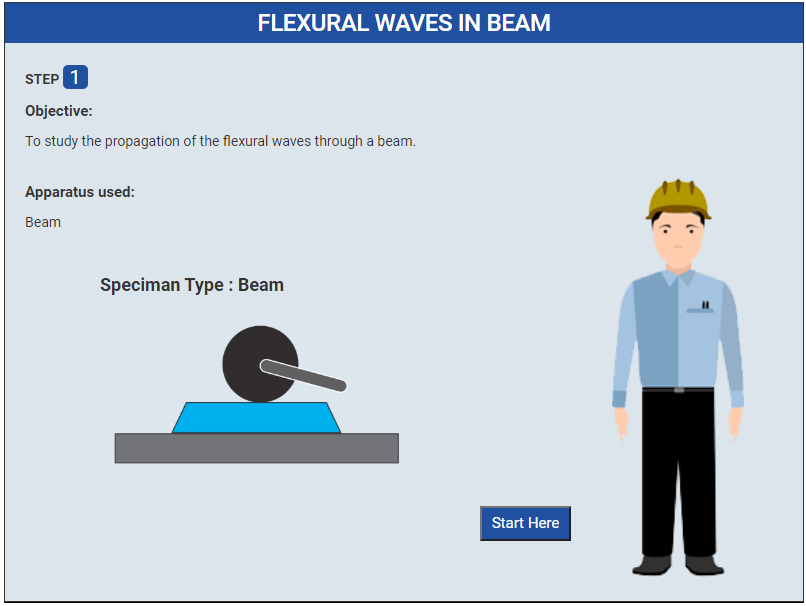 FLEXURAL WAVES IN BEAM
STEP 1
Objective:
To study the propagation of the flexural waves through a beam.
Apparatus used:
Beam
Speciman Type : Beam
Start Here